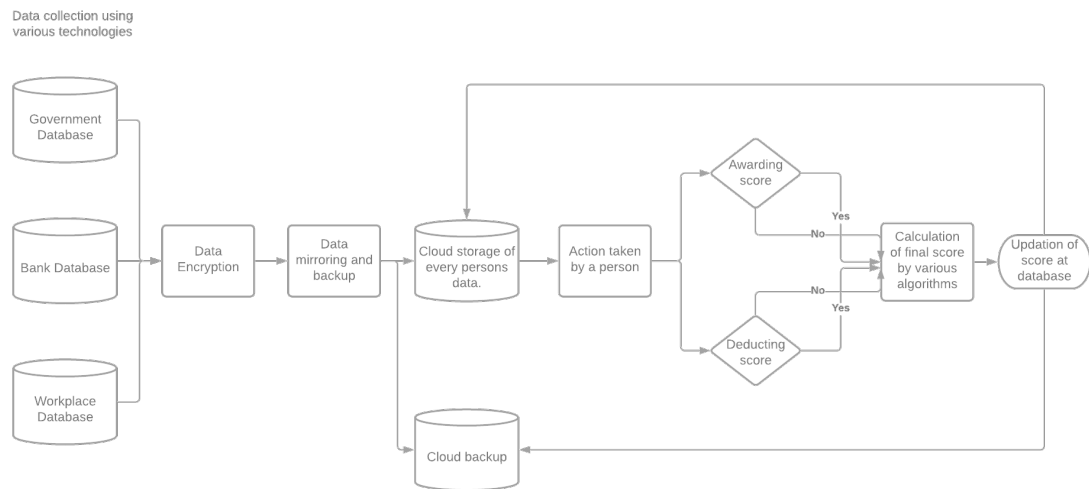 Data collection using
various technologies
Government
Database
Bank Database
Workplace
Database
Data
Encryption
Data
mirroring and
backup
Cloud storage of
every persons
data.
Cloud backup
Action taken
by a person
Awarding
score
Yes
No
Deducting
score
No
Yes
Calculation
of final score
by various
algorithms
Updation of
score at
database